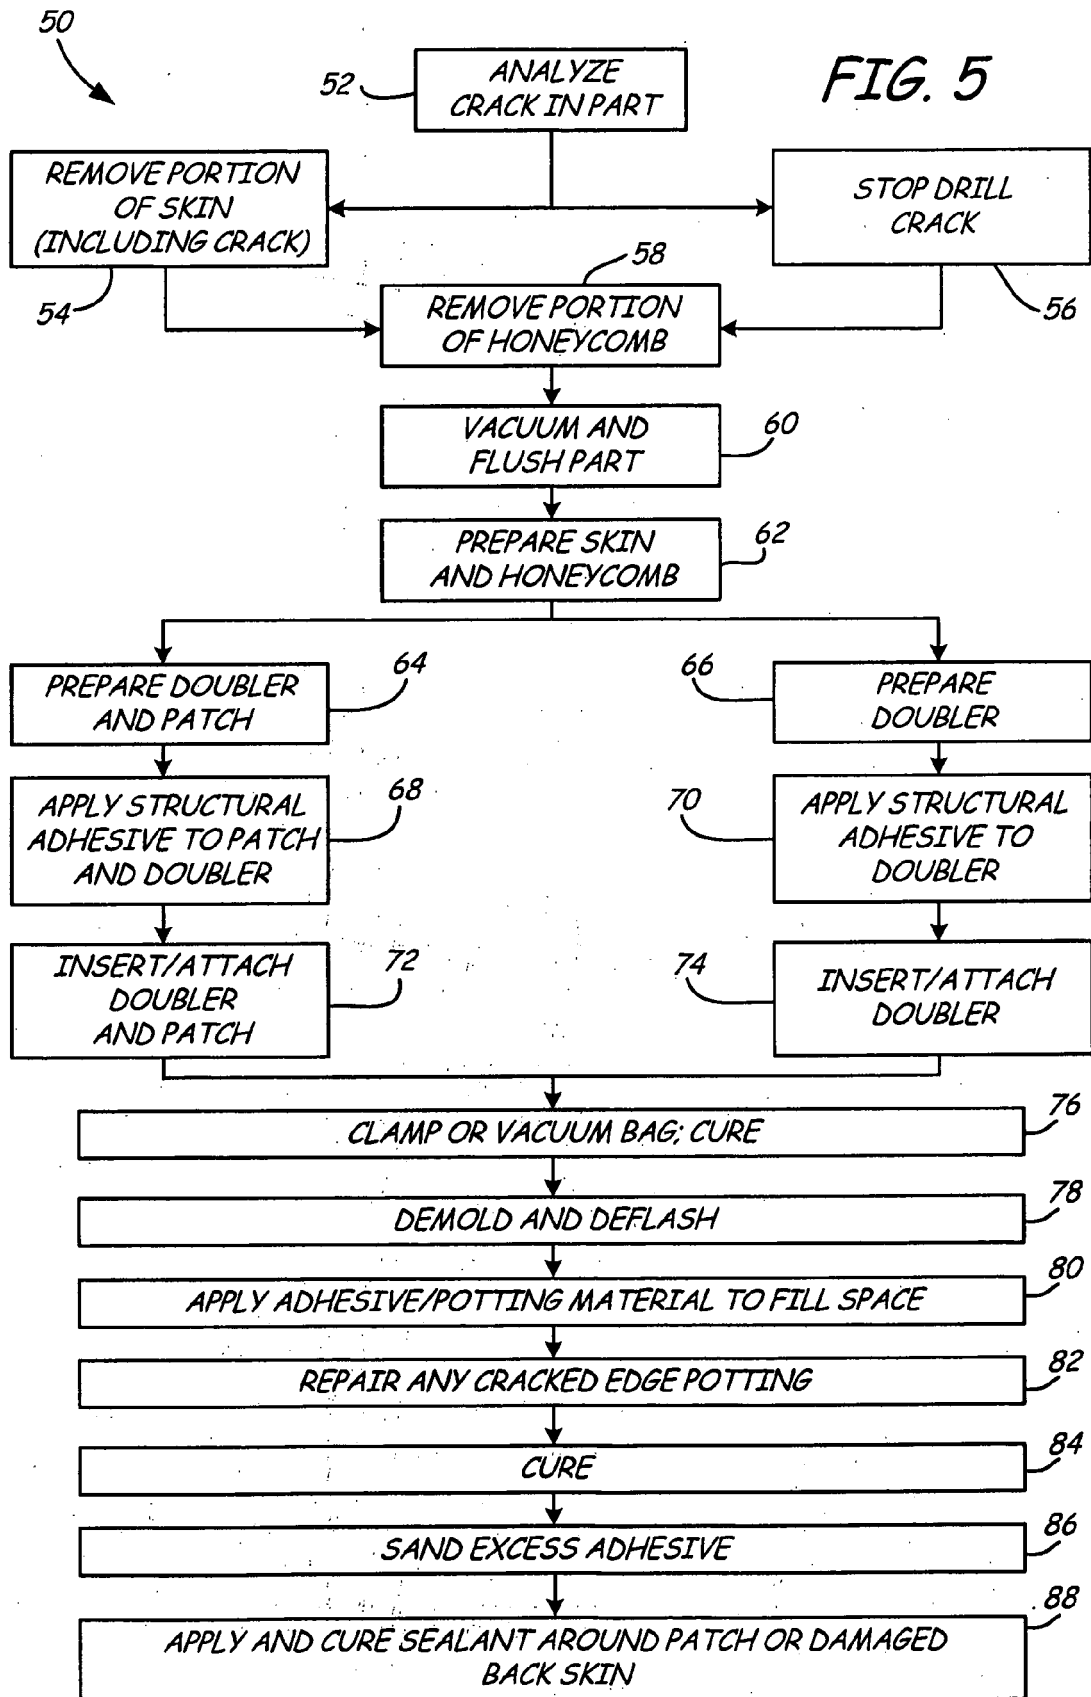 50
FIG. 5
52
ANALYZE
CRACK IN PART
REMOVE PORTION
OF SKIN
(INCLUDING CRACK)
54
STOP DRILL
CRACK
56
58
REMOVE PORTION
OF HONEYCOMB
VACUUM AND
FLUSH PART
60
PREPARE SKIN
AND HONEYCOMB
62
PREPARE DOUBLER
AND PATCH
64
66
PREPARE
DOUBLER
APPLY STRUCTURAL
ADHESIVE TO PATCH
AND DOUBLER
68
70
APPLY STRUCTURAL
ADHESIVE TO
DOUBLER
INSERT/ATTACH
DOUBLER
AND PATCH
72
74
INSERT/ATTACH
DOUBLER
CLAMP OR VACUUM BAG; CURE
76
DEMOLD AND DEFLASH
78
APPLY ADHESIVE/POTTING MATERIAL TO FILL SPACE
80
REPAIR ANY CRACKED EDGE POTTING
82
CURE
84
SAND EXCESS ADHESIVE
86
APPLY AND CURE SEALANT AROUND PATCH OR DAMAGED
BACK SKIN
88